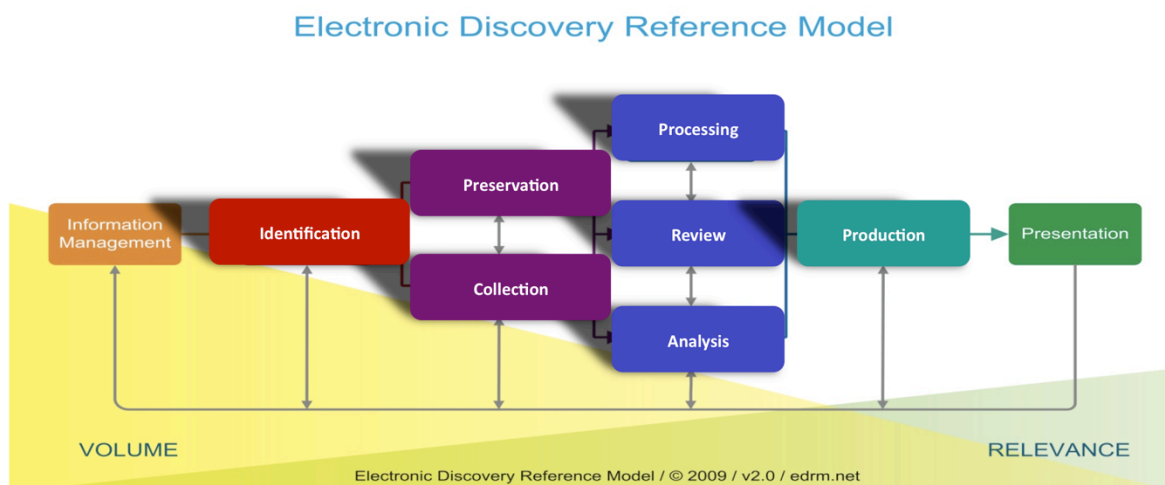 Electronic Discovery Reference Model
Processing
Preservation
Information
Management
Identification
Review
Production
Presentation
Collection
Analysis
VOLUME
RELEVANCE
Electronic Discovery Reference Model / © 2009 / v2.0 / edrm.net